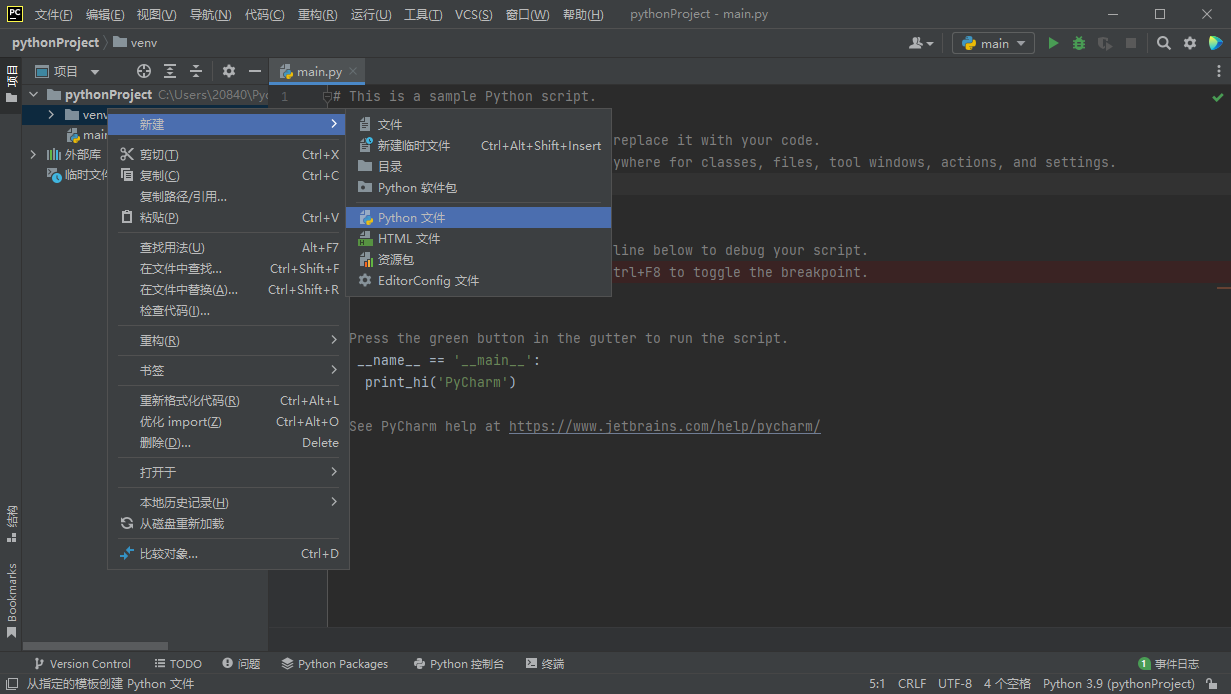 PC 文件(F) 编辑(E) 视图(V) 导航(N) 代码(C) 重构(R) 运行(U) 工具(T) VCS(S) 窗口(W) 帮助(H) pythonProject - main.py
pythonProject venv main
项目 项目 main.py
pythonProject C:\Users\20840\Pyc 1 # This is a sample Python script.
venv
main
外部库
临时文件
新建
剪切(T) Ctrl+X
复制(C) Ctrl+C
复制路径/引用...
粘贴(P) Ctrl+V
查找用法(U) Alt+F7
在文件中查找... Ctrl+Shift+F
在文件中替换(A)... Ctrl+Shift+R
检查代码(I)...
重构(R)
书签
重新格式化代码(R) Ctrl+Alt+L
优化 import(Z) Ctrl+Alt+O
删除(D)... Delete
打开于
本地历史记录(H)
从磁盘重新加载
比较对象... Ctrl+D
文件
新建临时文件 Ctrl+Alt+Shift+Insert
目录
Python 软件包
Python 文件
HTML 文件
资源包
EditorConfig 文件
replace it with your code.
ywhere for classes, files, tool windows, actions, and settings.
line below to debug your script.
trl+F8 to toggle the breakpoint.
Press the green button in the gutter to run the script.
__name__ == '__main__':
print_hi('PyCharm')
See PyCharm help at https://www.jetbrains.com/help/pycharm/
结构
Bookmarks
Version Control TODO 问题 Python Packages Python 控制台 终端 1 事件日志
从指定的模板创建 Python 文件 5:1 CRLF UTF-8 4 个空格 Python 3.9 (pythonProject)